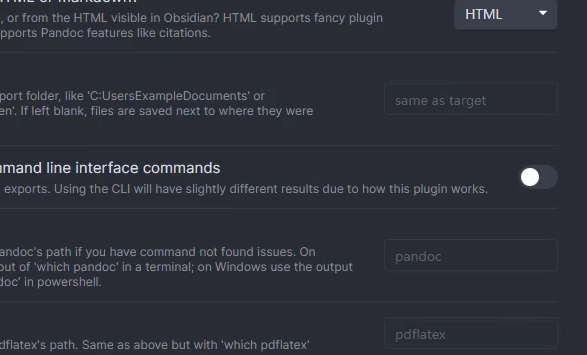 , or from the HTML visible in Obsidian? HTML supports fancy plugin
HTML
pports Pandoc features like citations.
port folder, like 'C:UsersExampleDocuments' or
same as target
en'. If left blank, files are saved next to where they were
mmand line interface commands
exports. Using the CLI will have slightly different results due to how this plugin works.
andoc's path if you have command not found issues. On
pandoc
out of 'which pandoc' in a terminal; on Windows use the output
doc' in powershell.
pdflatex
dflatex's path. Same as above but with 'which pdflatex'